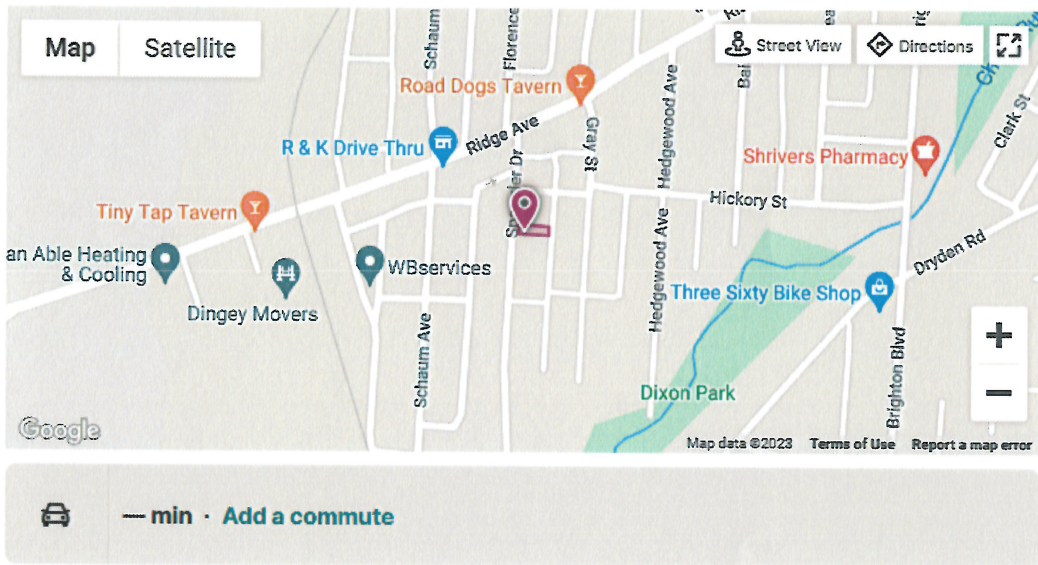 Map
Satellite
Street View
Directions
Schaum
Florence
Road Dogs Tavern
Ridge Ave
R & K Drive Thru
Gray St
Hedgewood Ave
Shrivers Pharmacy
Clark St
Hickory St
Tiny Tap Tavern
an Able Heating
& Cooling
WBservices
Dingey Movers
Hedgewood Ave
Dryden Rd
Three Sixty Bike Shop
Schaum Ave
Brighton Blvd
Dixon Park
+
−
Google
Map data ©2023
Terms of Use
Report a map error
— min · Add a commute